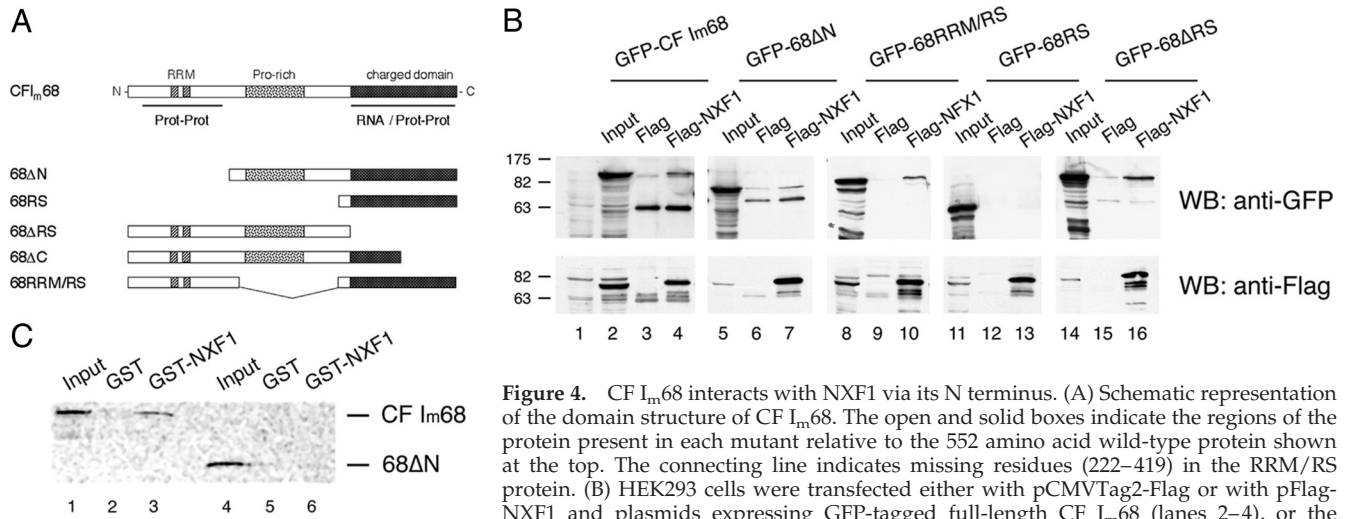 A
RRM Pro-rich charged domain
CFIm68 N - - C
Prot-Prot RNA / Prot-Prot
68ΔN
68RS
68ΔRS
68ΔC
68RRM/RS
B
GFP-CF Im68 GFP-68ΔN GFP-68RRM/RS GFP-68RS GFP-68ΔRS
Input Flag Flag-NXF1 Input Flag Flag-NXF1 Input Flag Flag-NFX1 Input Flag Flag-NXF1 Input Flag Flag-NXF1
175
82
63
*
WB: anti-GFP
82
63
WB: anti-Flag
1 2 3 4 5 6 7 8 9 10 11 12 13 14 15 16
C
Input GST GST-NXF1 Input GST GST-NXF1
CF Im68
68ΔN
1 2 3 4 5 6
Figure 4. CF Im68 interacts with NXF1 via its N terminus. (A) Schematic representation
of the domain structure of CF Im68. The open and solid boxes indicate the regions of the
protein present in each mutant relative to the 552 amino acid wild-type protein shown
at the top. The connecting line indicates missing residues (222–419) in the RRM/RS
protein. (B) HEK293 cells were transfected either with pCMVTag2-Flag or with pFlag-
NXF1 and plasmids expressing GFP-tagged full-length CF Im68 (lanes 2–4), or the